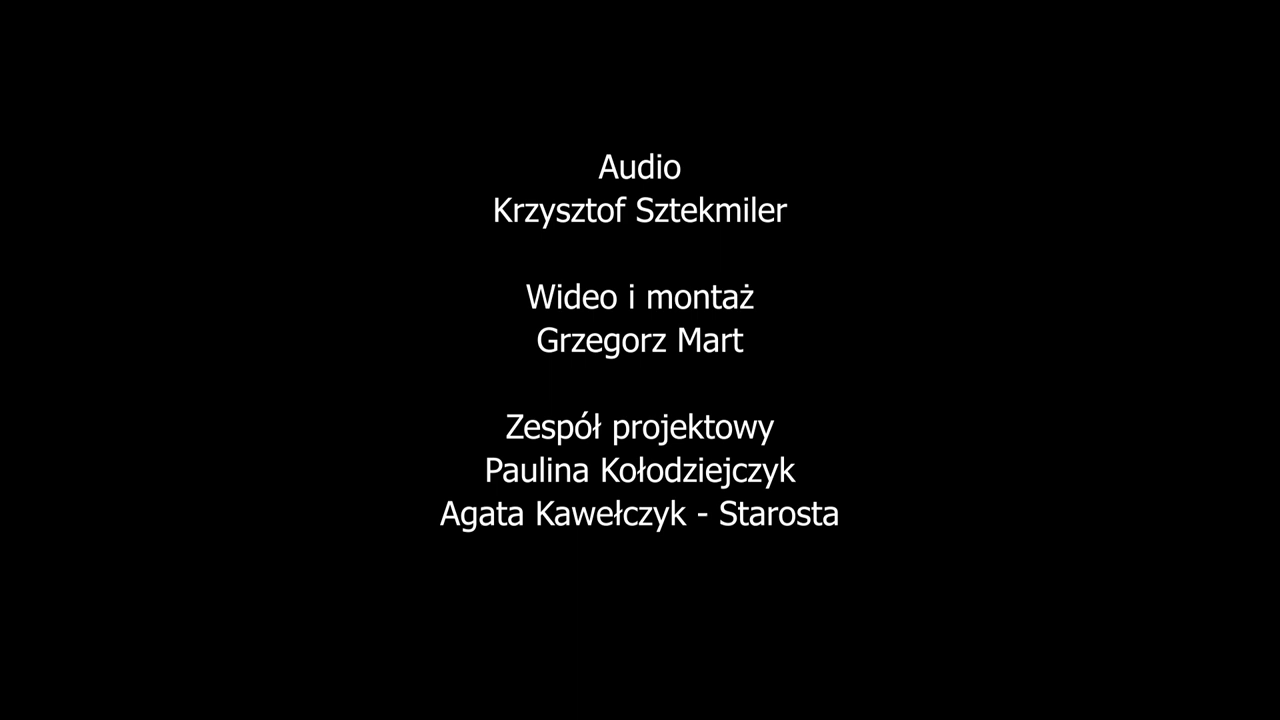 Audio
Krzysztof Sztekmiler
Wideo i montaż
Grzegorz Mart
Zespół projektowy
Paulina Kołodziejczyk
Agata Kawełczyk - Starosta